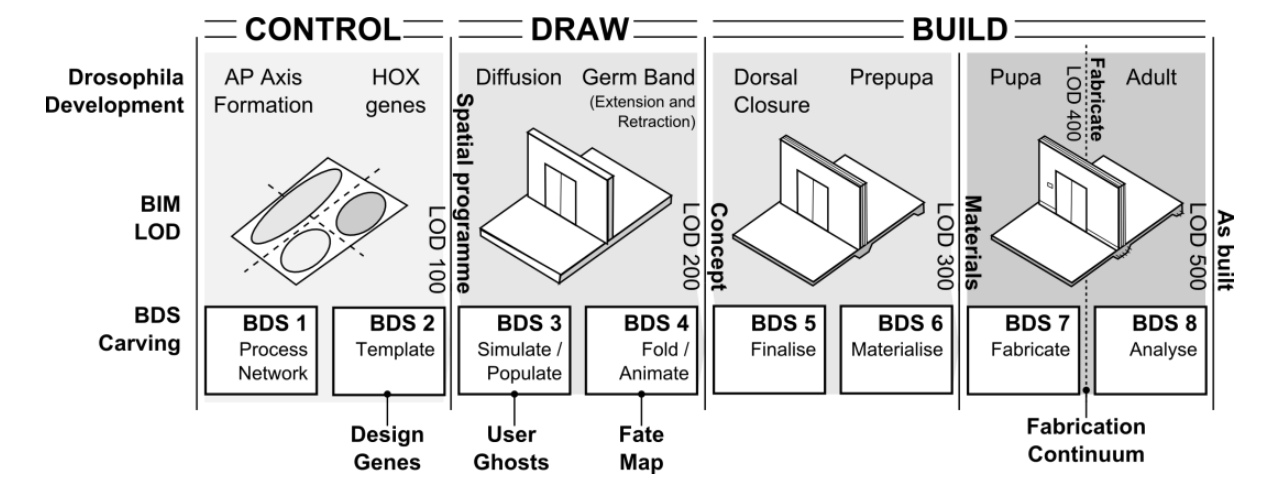 CONTROL
DRAW
BUILD
Drosophila
Development
AP Axis
Formation
HOX
genes
Diffusion
Germ Band
(Extension and
Retraction)
Dorsal
Closure
Prepupa
Pupa
Adult
BIM
LOD
LOD 100
Spatial programme
LOD 200
Concept
LOD 300
Materials
LOD 400
Fabricate
LOD 500
As built
BDS
Carving
BDS 1
Process
Network
BDS 2
Template
BDS 3
Simulate /
Populate
BDS 4
Fold /
Animate
BDS 5
Finalise
BDS 6
Materialise
BDS 7
Fabricate
BDS 8
Analyse
Design
Genes
User
Ghosts
Fate
Map
Fabrication
Continuum